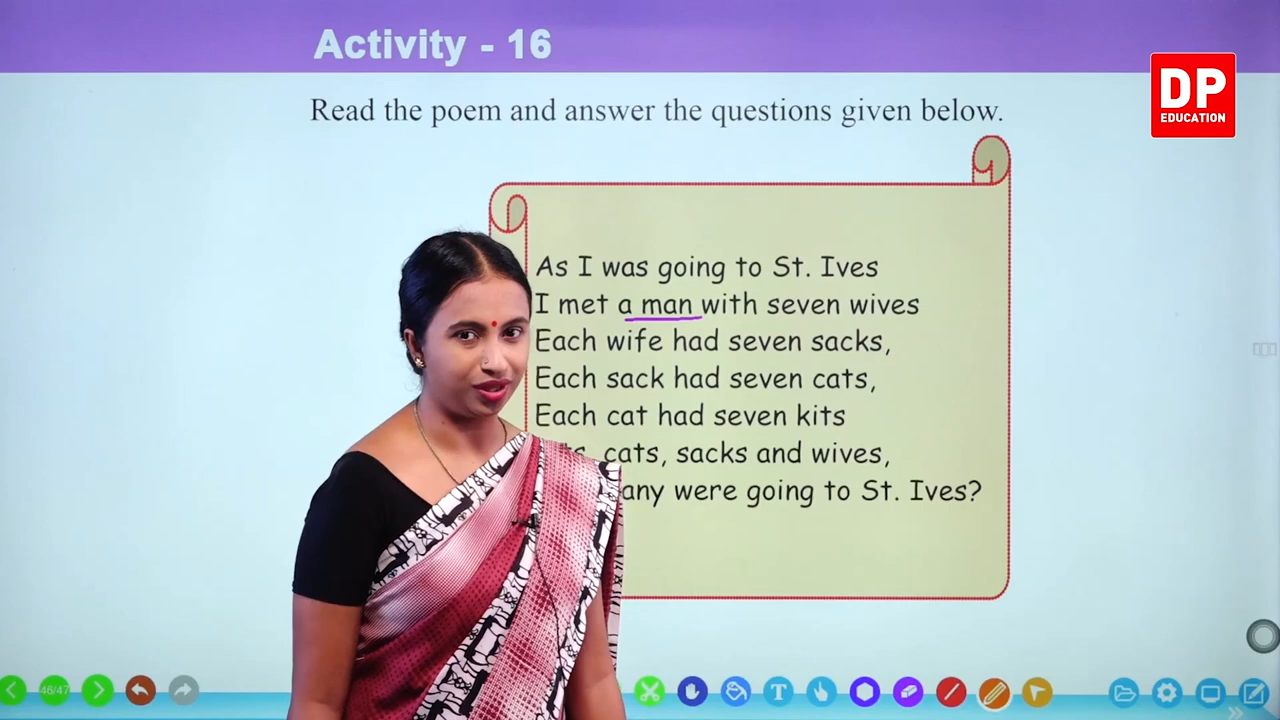 Activity - 16
DP
EDUCATION
Read the poem and answer the questions given below.
As I was going to St. Ives
I met a man with seven wives
Each wife had seven sacks,
Each sack had seven cats,
Each cat had seven kits
cats, sacks and wives,
were going to St. Ives?
46/47